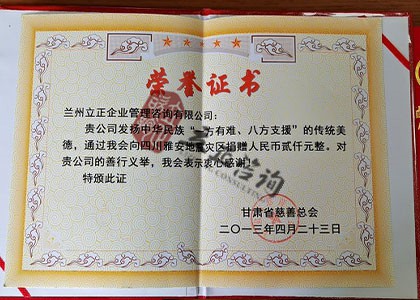 荣誉证书
兰州立正企业管理咨询有限公司：
贵公司发扬中华民族“一方有难、八方支援”的传统美
德，通过我会向四川雅安地震灾区捐赠人民币贰仟元整。对
贵公司的善行义举，我会表示衷心感谢！
特颁此证
甘肃省慈善总会
二〇一三年四月二十三日
立正咨询